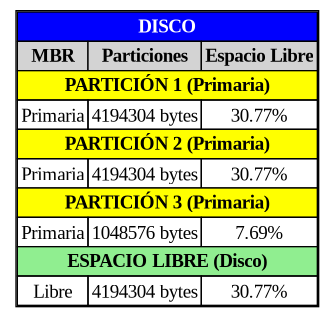 DISCO
MBR Particiones Espacio Libre
PARTICIÓN 1 (Primaria)
Primaria 4194304 bytes 30.77%
PARTICIÓN 2 (Primaria)
Primaria 4194304 bytes 30.77%
PARTICIÓN 3 (Primaria)
Primaria 1048576 bytes 7.69%
ESPACIO LIBRE (Disco)
Libre 4194304 bytes 30.77%